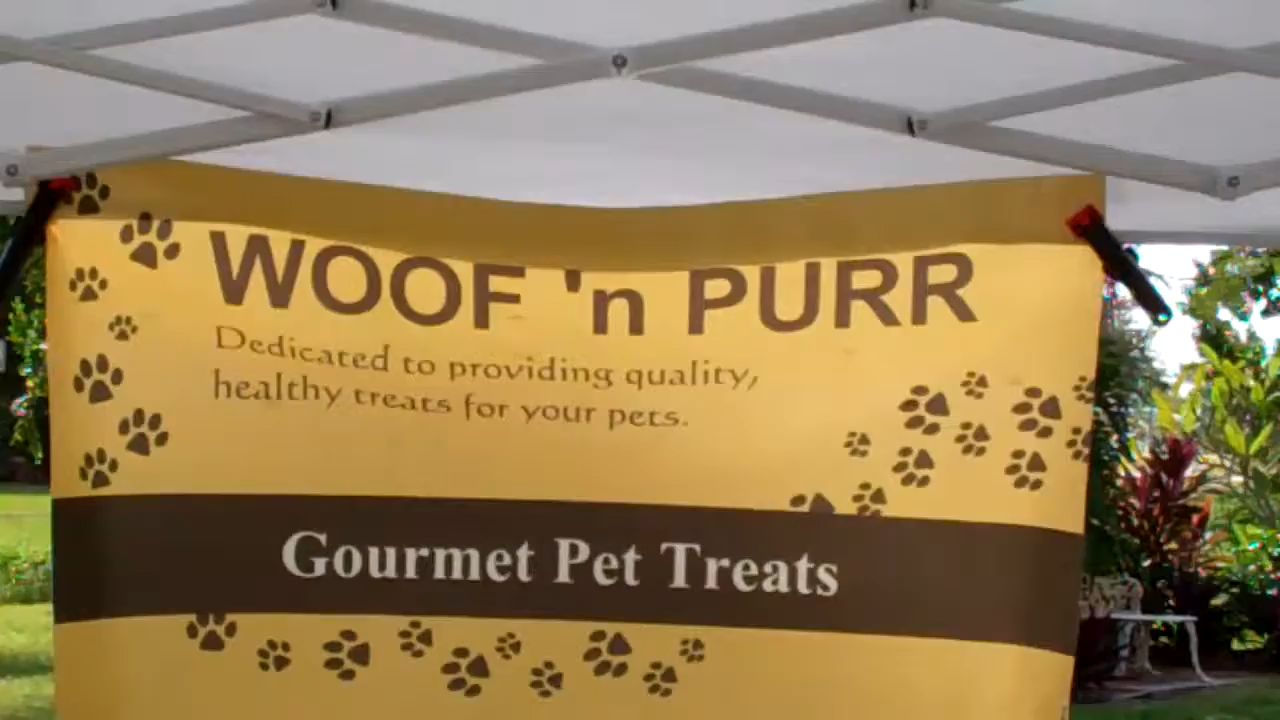 WOOF 'n PURR
Dedicated to providing quality,
healthy treats for your pets.
Gourmet Pet Treats